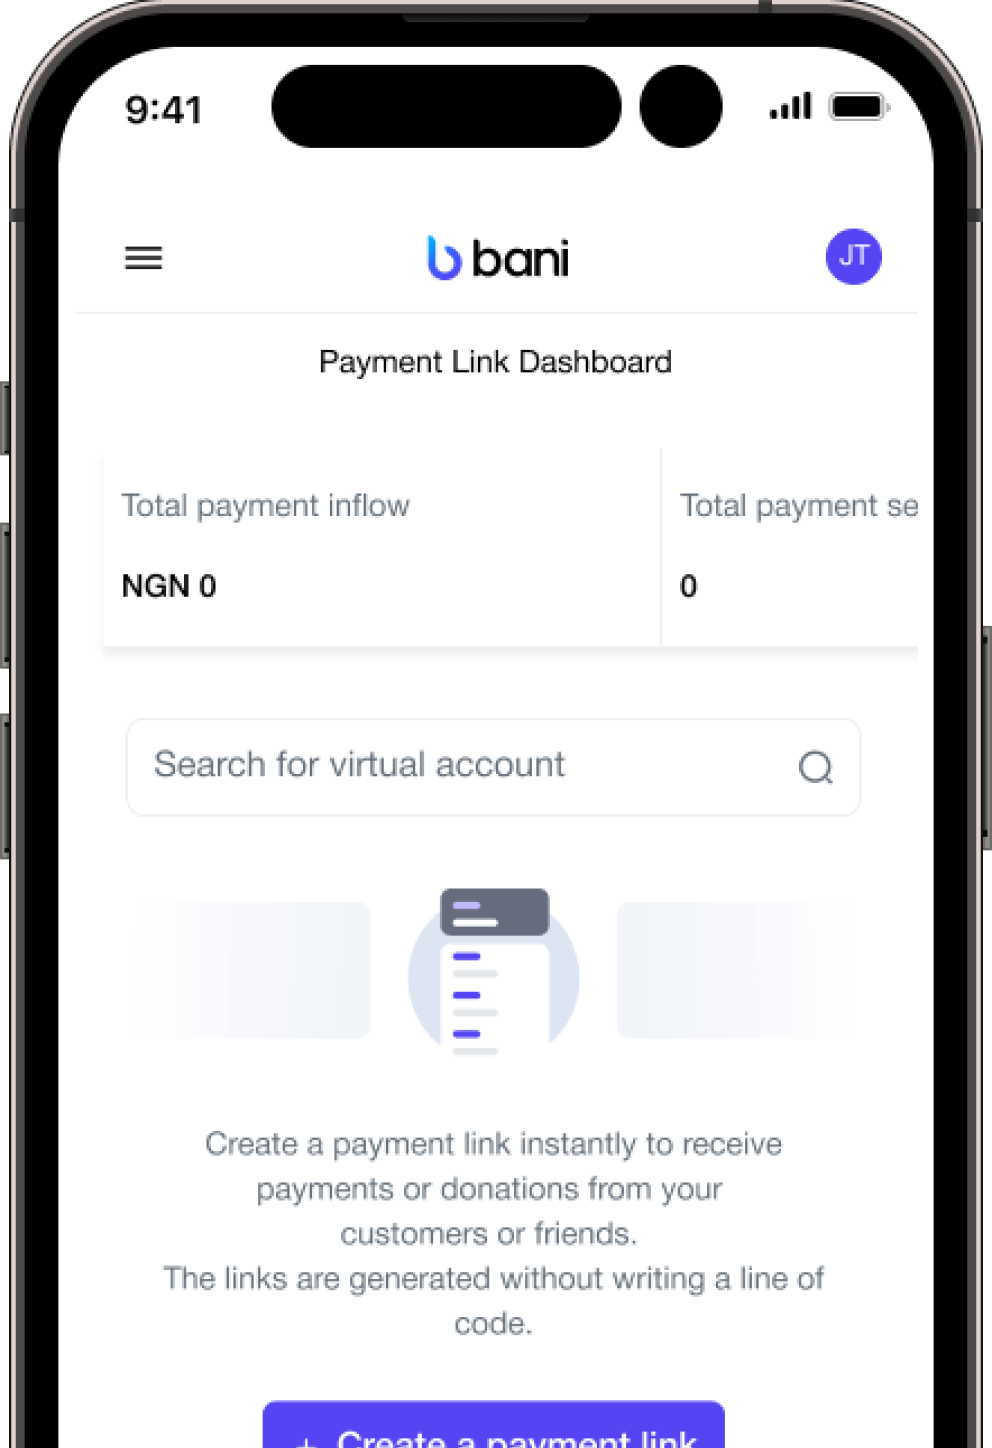 9:41
bani
JT
Payment Link Dashboard
Total payment inflow
Total payment se
NGN 0
0
Search for virtual account
Create a payment link instantly to receive
payments or donations from your
customers or friends.
The links are generated without writing a line of
code.
+ Create a payment link